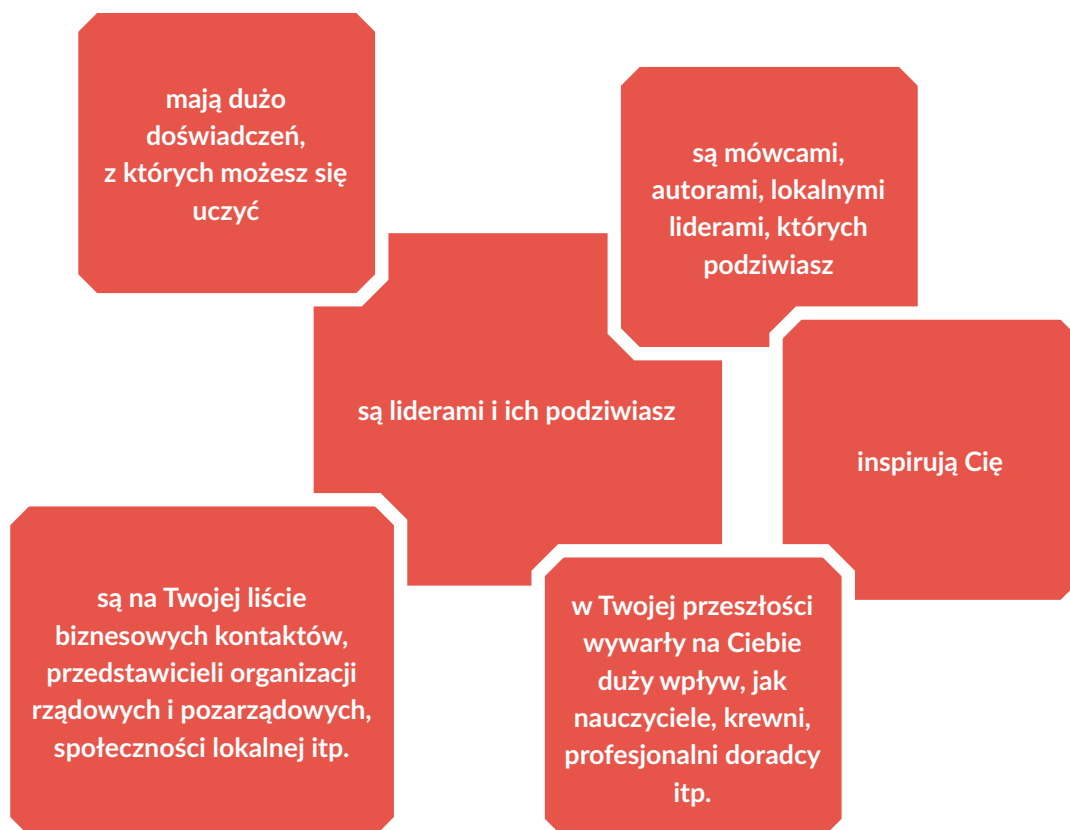 mają dużo
doświadczeń,
z których możesz się
uczyć
są mówcami,
autorami, lokalnymi
liderami, których
podziwiasz
są liderami i ich podziwiasz
inspirują Cię
są na Twojej liście
biznesowych kontaktów,
przedstawicieli organizacji
rządowych i pozarządowych,
społeczności lokalnej itp.
w Twojej przeszłości
wywarły na Ciebie
duży wpływ, jak
nauczyciele, krewni,
profesjonalni doradcy
itp.